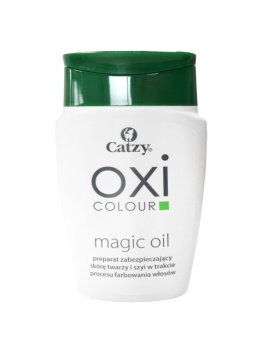 Catzy®
oxi
COLOUR
magic oil
preparat zabezpieczający
skórę twarzy i szyi w trakcie
procesu farbowania włosów